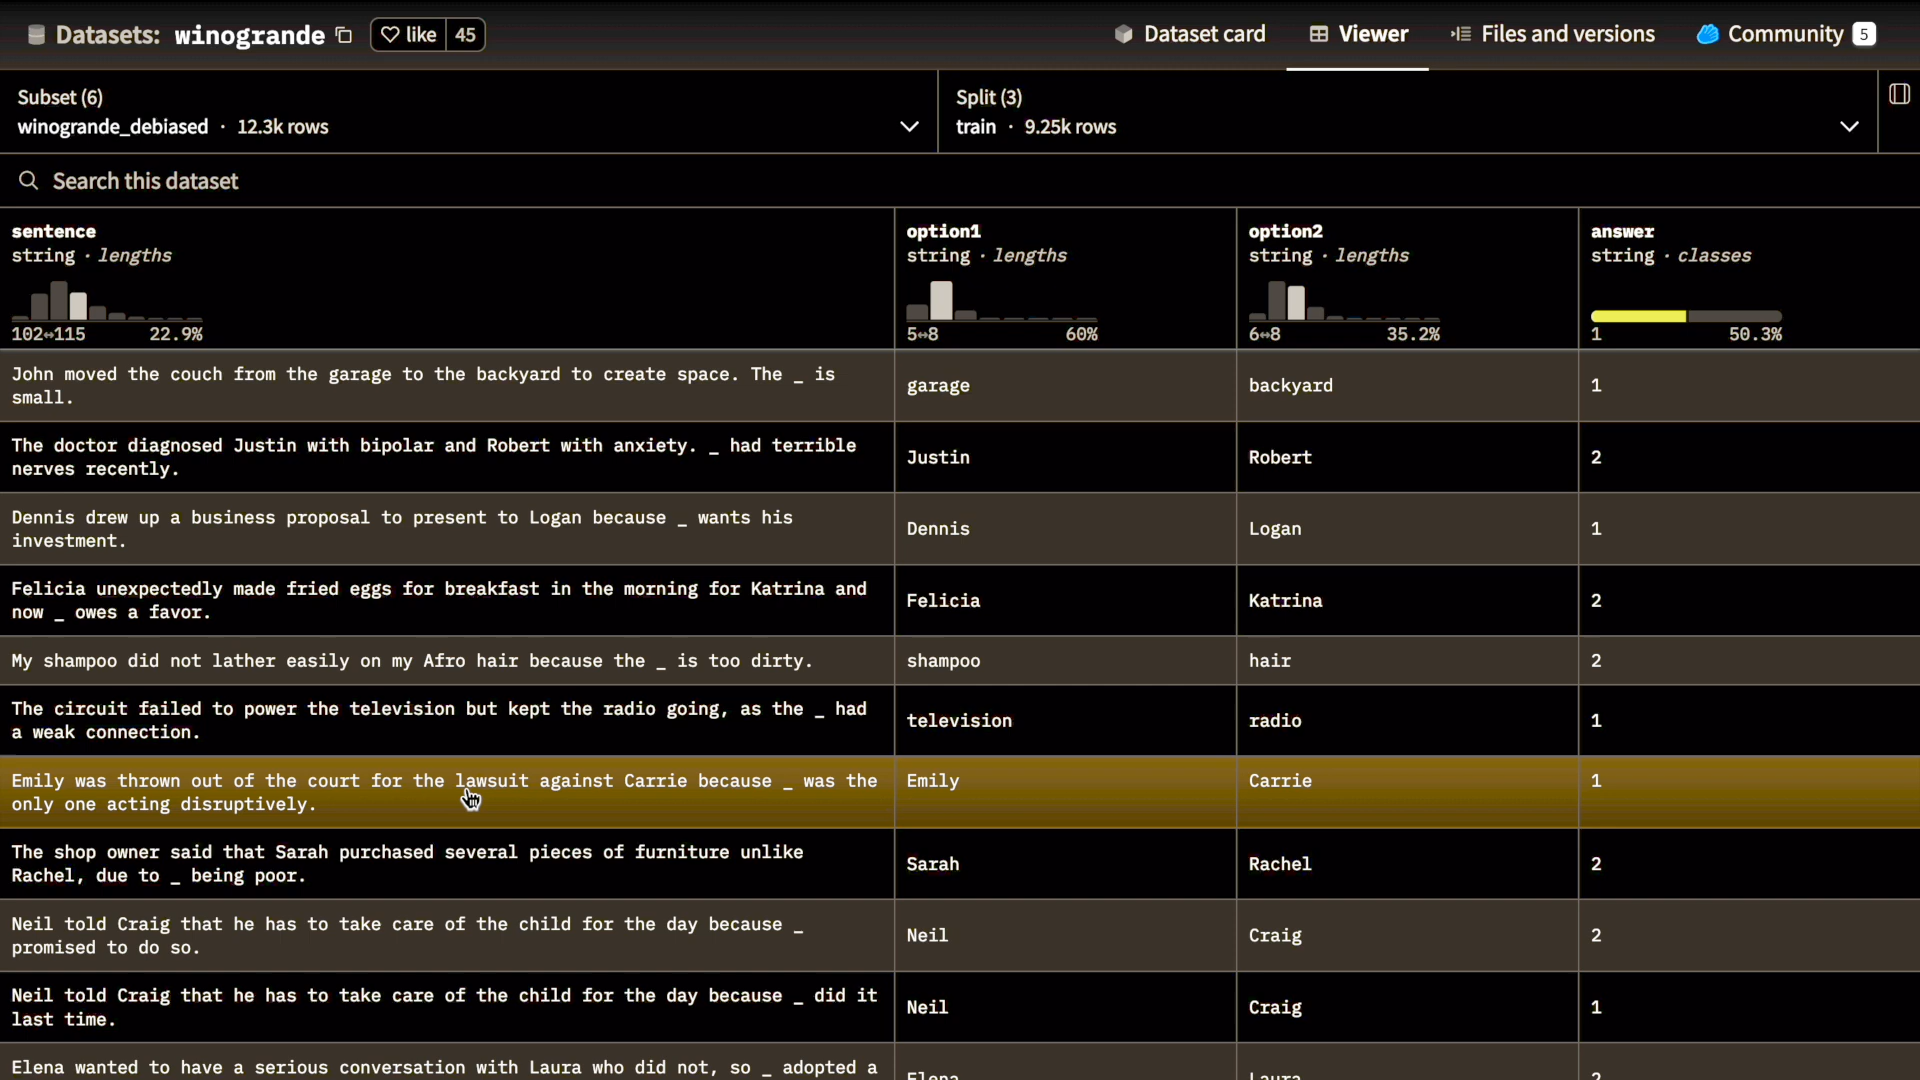 Datasets: winogrande like 45 Dataset card Viewer Files and versions Community 5
Subset (6)
winogrande_debiased · 12.3k rows
Split (3)
train · 9.25k rows
Search this dataset
sentence
string · lengths
102↔115 22.9%
option1
string · lengths
5↔8 60%
option2
string · lengths
6↔8 35.2%
answer
string · classes
1 50.3%
John moved the couch from the garage to the backyard to create space. The _ is
small.
garage
backyard
1
The doctor diagnosed Justin with bipolar and Robert with anxiety. _ had terrible
nerves recently.
Justin
Robert
2
Dennis drew up a business proposal to present to Logan because _ wants his
investment.
Dennis
Logan
1
Felicia unexpectedly made fried eggs for breakfast in the morning for Katrina and
now _ owes a favor.
Felicia
Katrina
2
My shampoo did not lather easily on my Afro hair because the _ is too dirty.
shampoo
hair
2
The circuit failed to power the television but kept the radio going, as the _ had
a weak connection.
television
radio
1
Emily was thrown out of the court for the lawsuit against Carrie because _ was the
only one acting disruptively.
Emily
Carrie
1
The shop owner said that Sarah purchased several pieces of furniture unlike
Rachel, due to _ being poor.
Sarah
Rachel
2
Neil told Craig that he has to take care of the child for the day because _
promised to do so.
Neil
Craig
2
Neil told Craig that he has to take care of the child for the day because _ did it
last time.
Neil
Craig
1
Elena wanted to have a serious conversation with Laura who did not, so _ adopted a
Elena
Laura
2